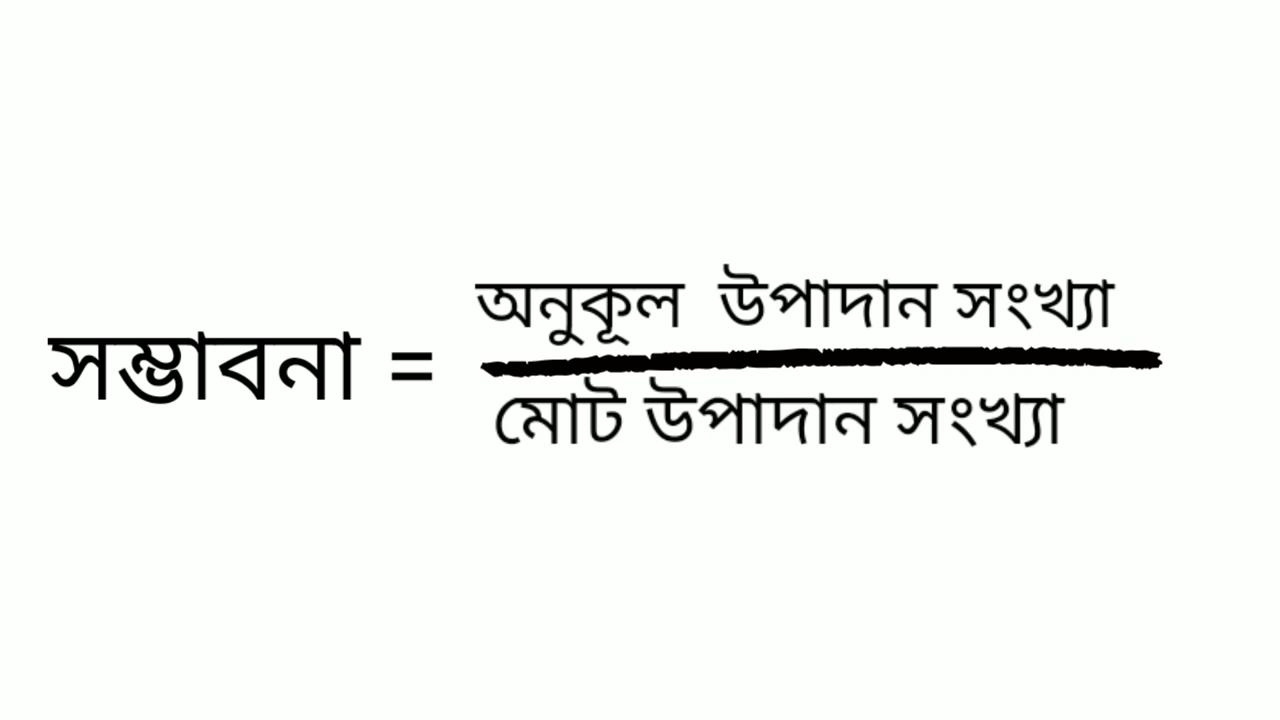 সম্ভাবনা =
অনুকূল উপাদান সংখ্যা
মোট উপাদান সংখ্যা